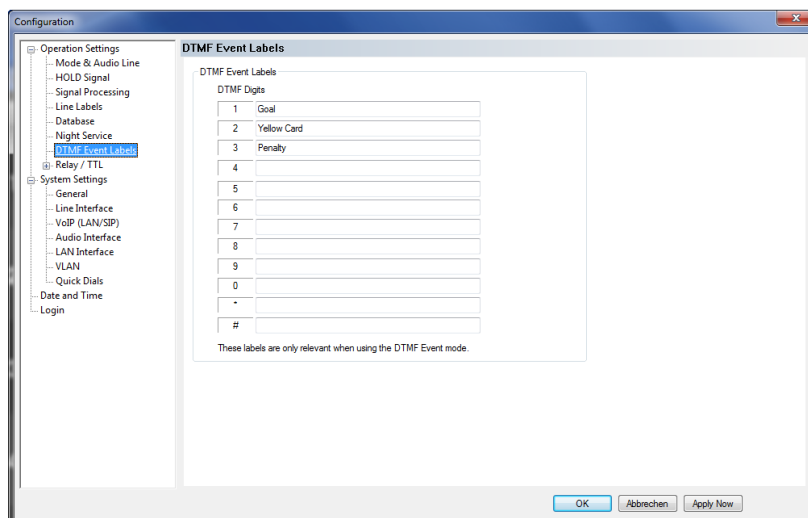 Configuration
Operation Settings
Mode & Audio Line
HOLD Signal
Signal Processing
Line Labels
Database
Night Service
DTMF Event Labels
Relay / TTL
System Settings
General
Line Interface
VoIP (LAN/SIP)
Audio Interface
LAN Interface
VLAN
Quick Dials
Date and Time
Login
DTMF Event Labels
DTMF Event Labels
DTMF Digits
1 Goal
2 Yellow Card
3 Penalty
4
5
6
7
8
9
0
*
#
These labels are only relevant when using the DTMF Event mode.
OK Abbrechen Apply Now